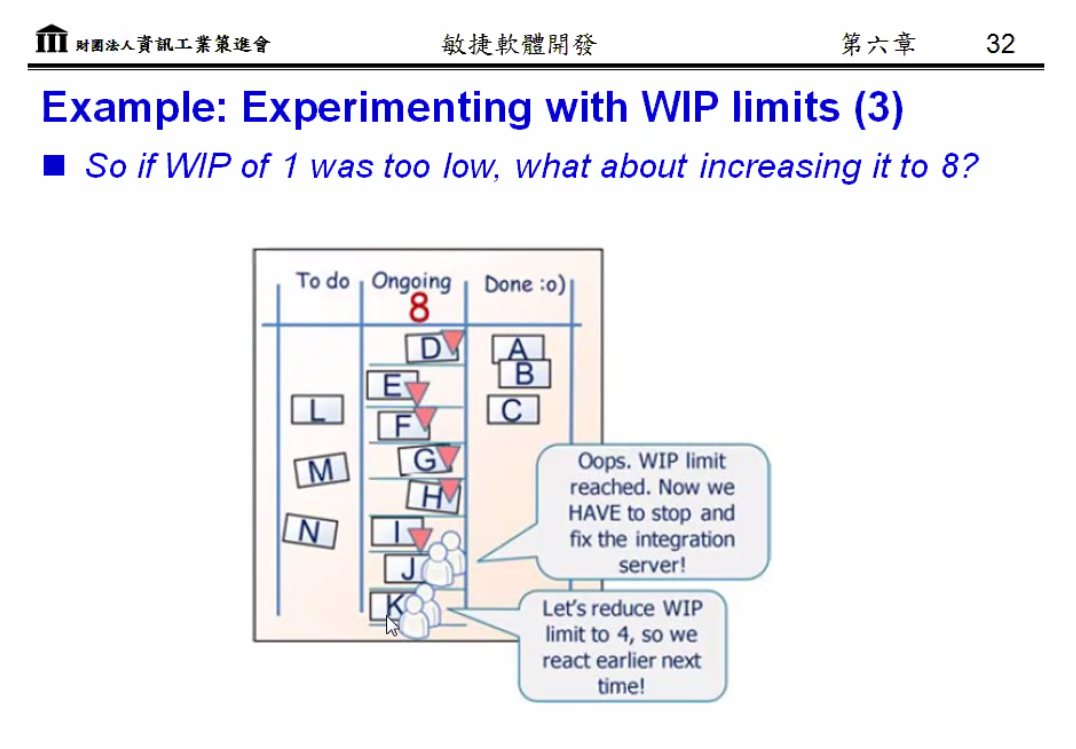 財團法人資訊工業策進會
敏捷軟體開發
第六章
32
Example: Experimenting with WIP limits (3)
So if WIP of 1 was too low, what about increasing it to 8?
To do
Ongoing
Done :o)
8
D
A
E
B
L
F
C
M
G
H
N
I
J
K
Oops. WIP limit
reached. Now we
HAVE to stop and
fix the integration
server!
Let's reduce WIP
limit to 4, so we
react earlier next
time!